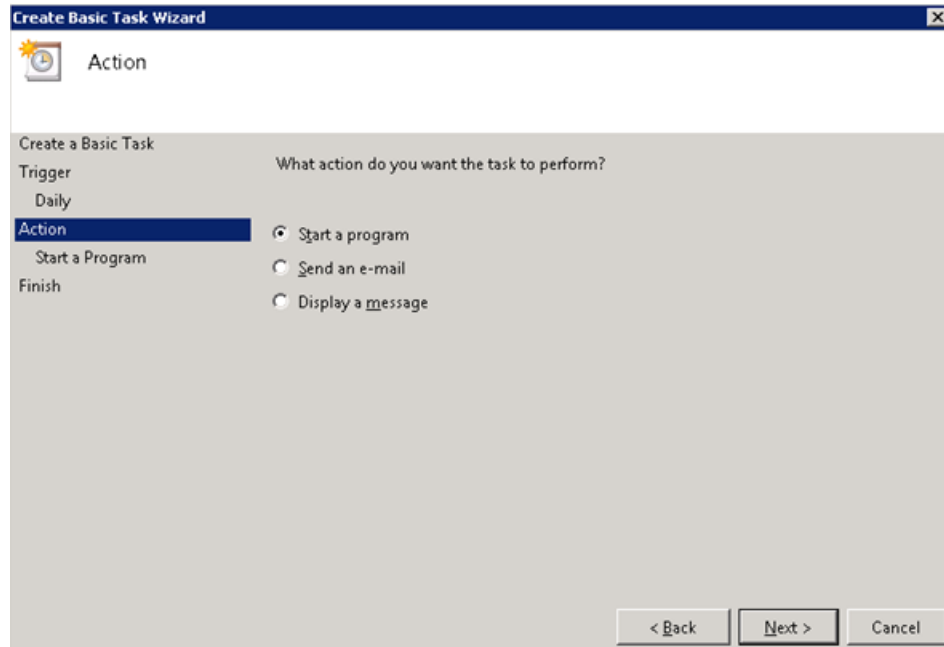 Create Basic Task Wizard
Action
Create a Basic Task
Trigger
Daily
Action
Start a Program
Finish
What action do you want the task to perform?
Start a program
Send an e-mail
Display a message
< Back
Next >
Cancel